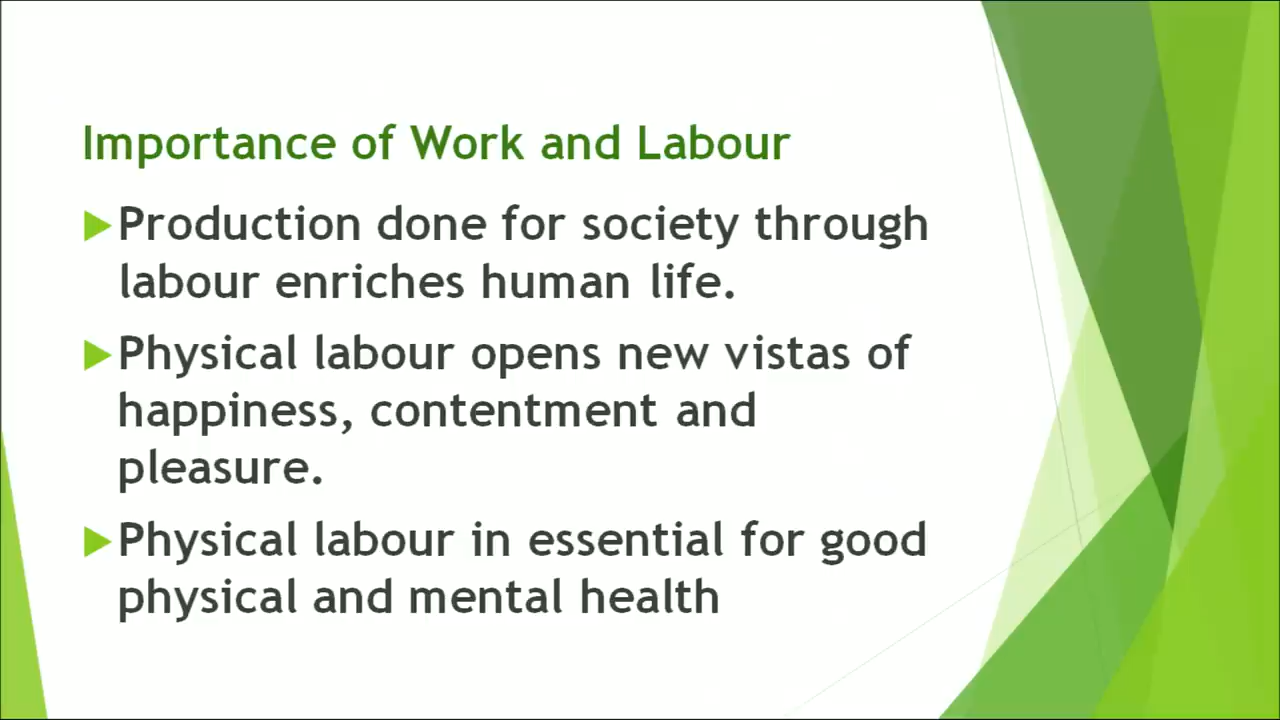 Importance of Work and Labour
Production done for society through
labour enriches human life.
Physical labour opens new vistas of
happiness, contentment and
pleasure.
Physical labour in essential for good
physical and mental health